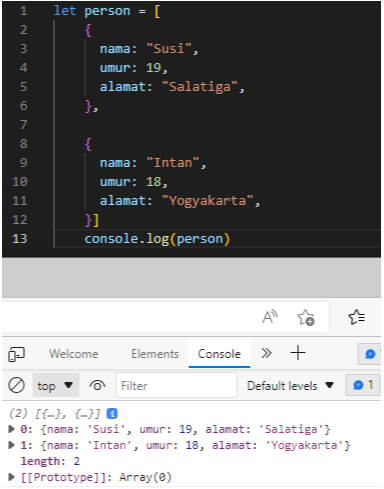 1 let person = [
2 {
3 nama: "Susi",
4 umur: 19,
5 alamat: "Salatiga",
6 },
7
8 {
9 nama: "Intan",
10 umur: 18,
11 alamat: "Yogyakarta",
12 }]
13 console.log(person)
Welcome Elements Console
top Filter Default levels 1
(2) [{…}, {…}]
0: {nama: 'Susi', umur: 19, alamat: 'Salatiga'}
1: {nama: 'Intan', umur: 18, alamat: 'Yogyakarta'}
length: 2
[[Prototype]]: Array(0)